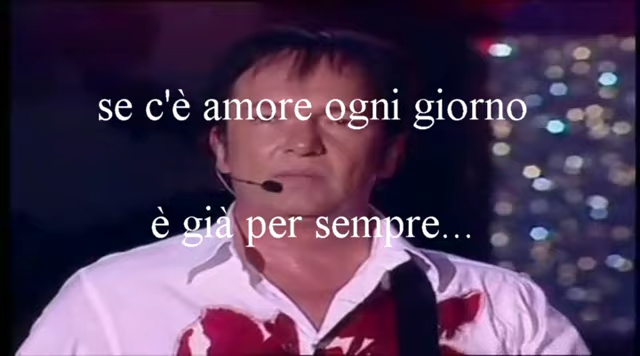 se c'è amore ogni giorno
è già per sempre...